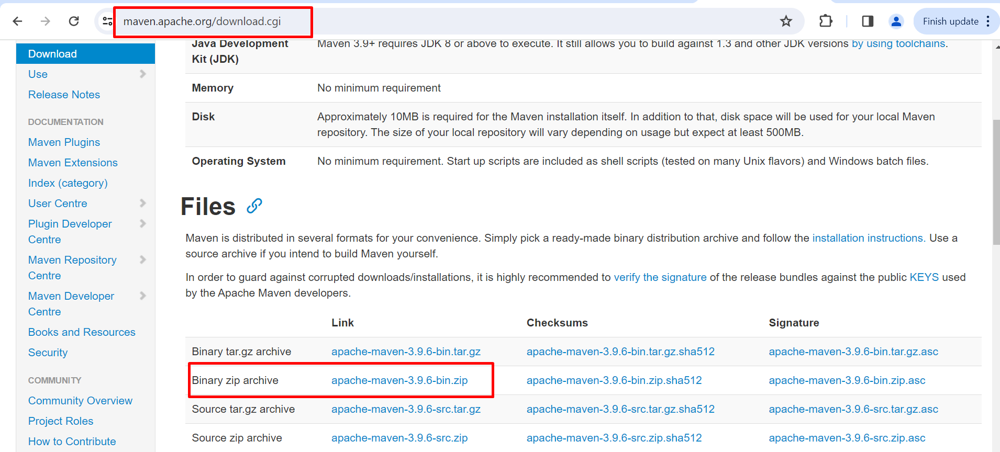 maven.apache.org/download.cgi
Finish update
Download
Use
Release Notes
DOCUMENTATION
Maven Plugins
Maven Extensions
Index (category)
User Centre
Plugin Developer
Centre
Maven Repository
Centre
Maven Developer
Centre
Books and Resources
Security
COMMUNITY
Community Overview
Project Roles
How to Contribute
Java Development Maven 3.9+ requires JDK 8 or above to execute. It still allows you to build against 1.3 and other JDK versions by using toolchains.
Kit (JDK)
Memory No minimum requirement
Disk Approximately 10MB is required for the Maven installation itself. In addition to that, disk space will be used for your local Maven
repository. The size of your local repository will vary depending on usage but expect at least 500MB.
Operating System No minimum requirement. Start up scripts are included as shell scripts (tested on many Unix flavors) and Windows batch files.
Files
Maven is distributed in several formats for your convenience. Simply pick a ready-made binary distribution archive and follow the installation instructions. Use a
source archive if you intend to build Maven yourself.
In order to guard against corrupted downloads/installations, it is highly recommended to verify the signature of the release bundles against the public KEYS used
by the Apache Maven developers.
Link Checksums Signature
Binary tar.gz archive apache-maven-3.9.6-bin.tar.gz apache-maven-3.9.6-bin.tar.gz.sha512 apache-maven-3.9.6-bin.tar.gz.asc
Binary zip archive apache-maven-3.9.6-bin.zip apache-maven-3.9.6-bin.zip.sha512 apache-maven-3.9.6-bin.zip.asc
Source tar.gz archive apache-maven-3.9.6-src.tar.gz apache-maven-3.9.6-src.tar.gz.sha512 apache-maven-3.9.6-src.tar.gz.asc
Source zip archive apache-maven-3.9.6-src.zip apache-maven-3.9.6-src.zip.sha512 apache-maven-3.9.6-src.zip.asc